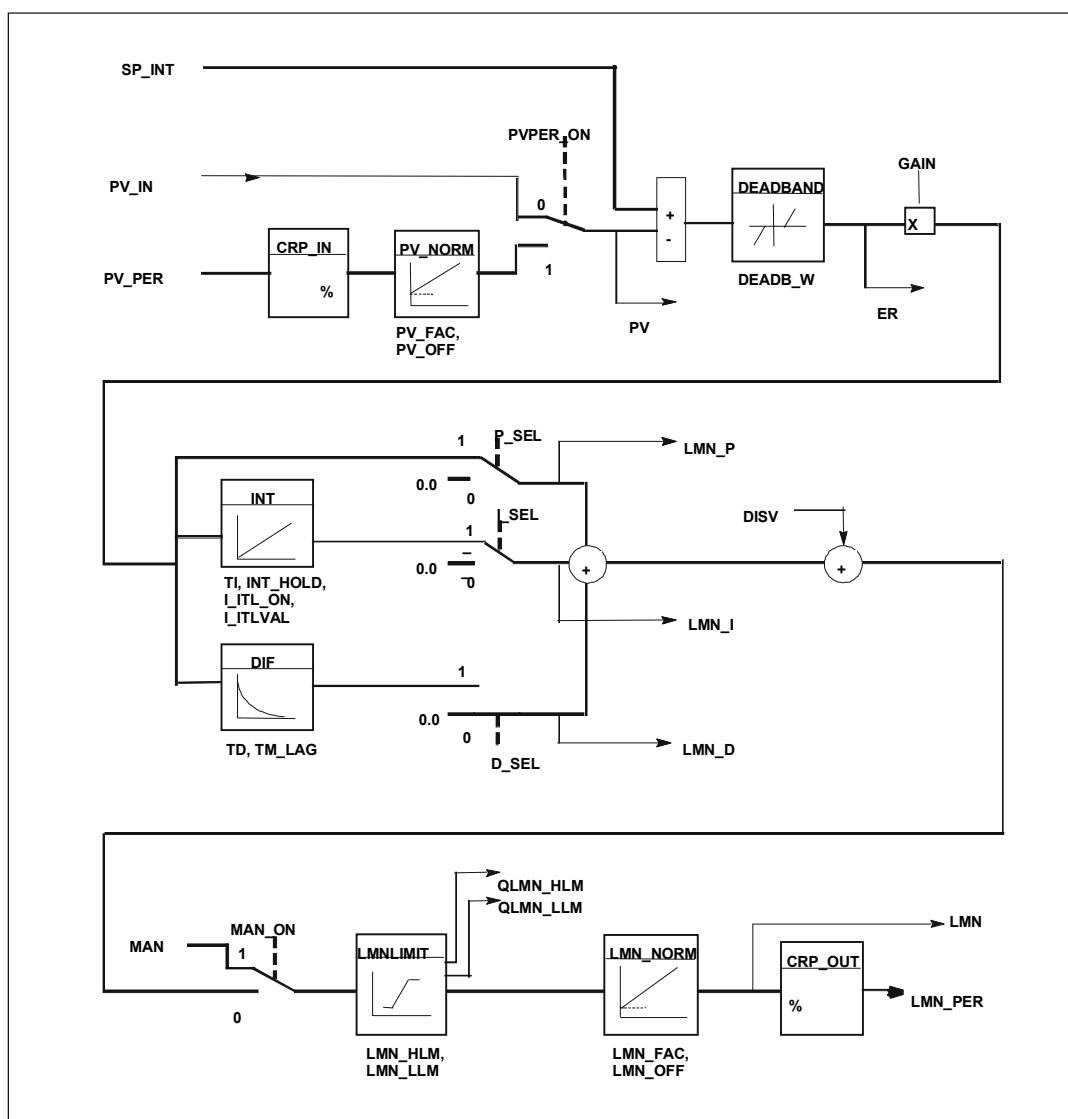 SP_INT
PVPER_ON
GAIN
PV_IN
DEADBAND
0
+
-
X
CRP_IN
PV_NORM
PV_PER
%
1
DEADB_W
PV
ER
PV_FAC,
PV_OFF
1
P_SEL
LMN_P
0.0
0
INT
I_SEL
DISV
1
0.0
0
+
+
TI, INT_HOLD,
I_ITL_ON,
I_ITLVAL
LMN_I
DIF
1
0.0
0
TD, TM_LAG
D_SEL
LMN_D
QLMN_HLM
QLMN_LLM
MAN_ON
LMN
MAN
1
LMNLIMIT
LMN_NORM
CRP_OUT
%
LMN_PER
0
LMN_HLM,
LMN_LLM
LMN_FAC,
LMN_OFF